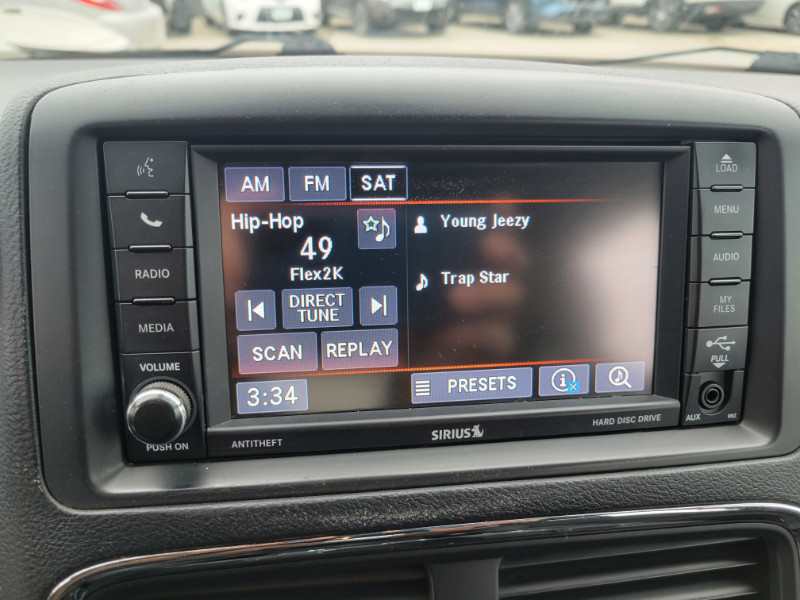 AM FM SAT
Hip-Hop
49
Flex2K
DIRECT
TUNE
SCAN REPLAY
3:34
Young Jeezy
Trap Star
PRESETS
RADIO
MEDIA
VOLUME
PUSH ON
ANTITHEFT
SIRIUS
HARD DISC DRIVE
LOAD
MENU
AUDIO
MY
FILES
PULL
AUX